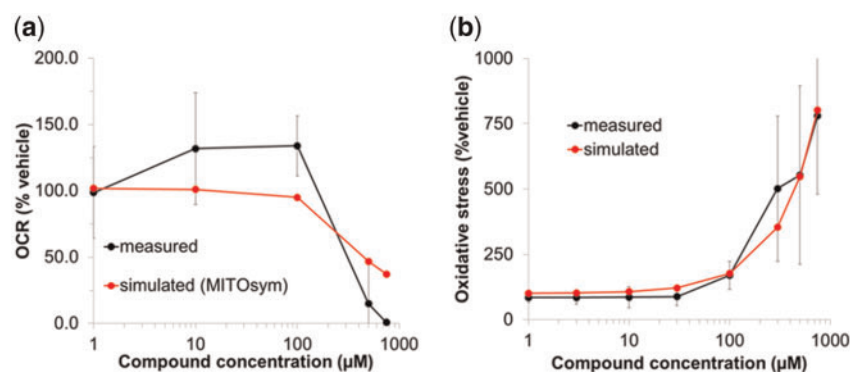 (a)
200.0
150.0
100.0
50.0
0.0
OCR (% vehicle)
measured
simulated (MITOsym)
1 10 100 1000
Compound concentration (µM)
(b)
1000
750
500
250
0
Oxidative stress (%vehicle)
measured
simulated
1 10 100 1000
Compound concentration (µM)